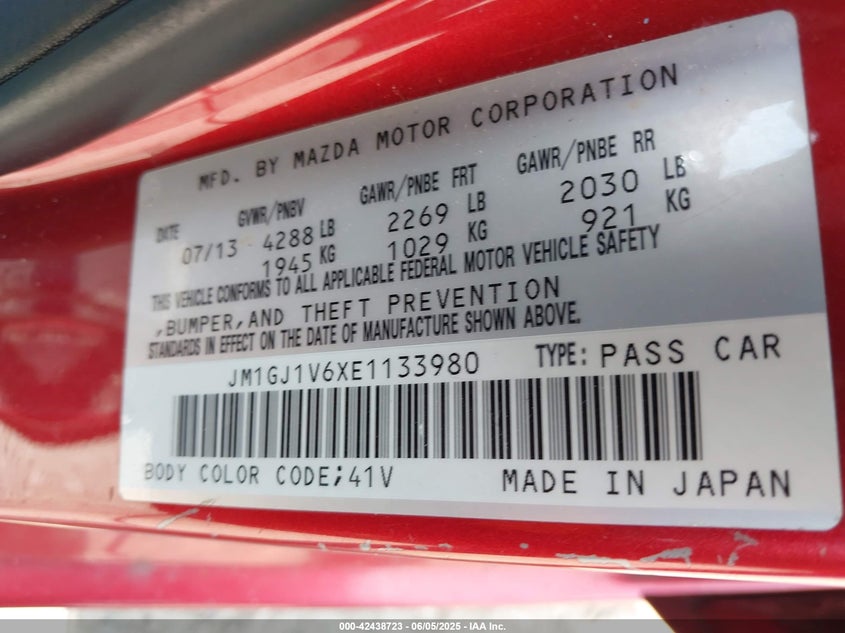 MFD. BY MAZDA MOTOR CORPORATION
DATE GVWR/PNBV GAWR/PNBE FRT GAWR/PNBE RR
07/13 4288 LB 2269 LB 2030 LB
1945 KG 1029 KG 921 KG
THIS VEHICLE CONFORMS TO ALL APPLICABLE FEDERAL MOTOR VEHICLE SAFETY
,BUMPER,AND THEFT PREVENTION
STANDARDS IN EFFECT ON THE DATE OF MANUFACTURE SHOWN ABOVE.
JM1GJ1V6XE1133980 TYPE: PASS CAR
BODY COLOR CODE;41V MADE IN JAPAN
000-42438723 - 06/05/2025 - IAA Inc.